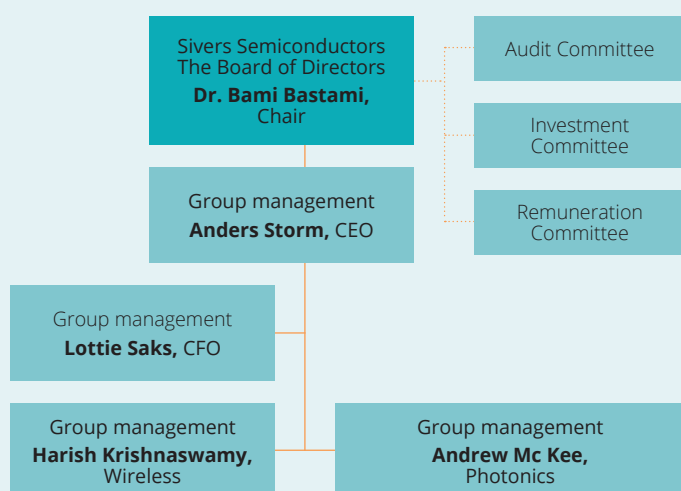 Sivers Semiconductors
The Board of Directors
Dr. Bami Bastami,
Chair
Audit Committee
Investment
Committee
Remuneration
Committee
Group management
Anders Storm, CEO
Group management
Lottie Saks, CFO
Group management
Harish Krishnaswamy,
Wireless
Group management
Andrew Mc Kee,
Photonics